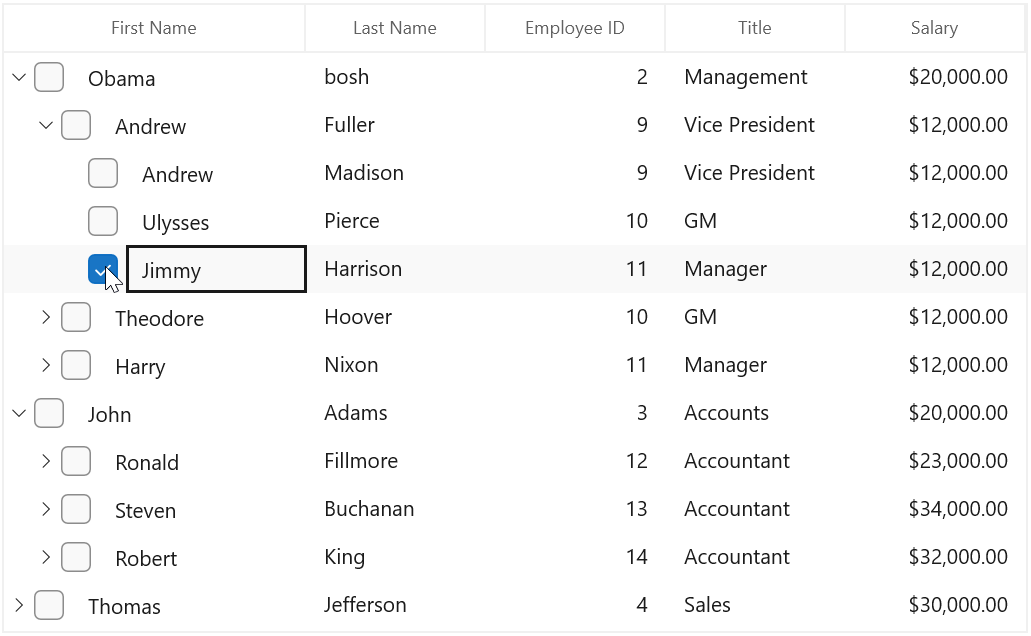 First Name Last Name Employee ID Title Salary
Obama bosh 2 Management $20,000.00
Andrew Fuller 9 Vice President $12,000.00
Andrew Madison 9 Vice President $12,000.00
Ulysses Pierce 10 GM $12,000.00
Jimmy Harrison 11 Manager $12,000.00
Theodore Hoover 10 GM $12,000.00
Harry Nixon 11 Manager $12,000.00
John Adams 3 Accounts $20,000.00
Ronald Fillmore 12 Accountant $23,000.00
Steven Buchanan 13 Accountant $34,000.00
Robert King 14 Accountant $32,000.00
Thomas Jefferson 4 Sales $30,000.00